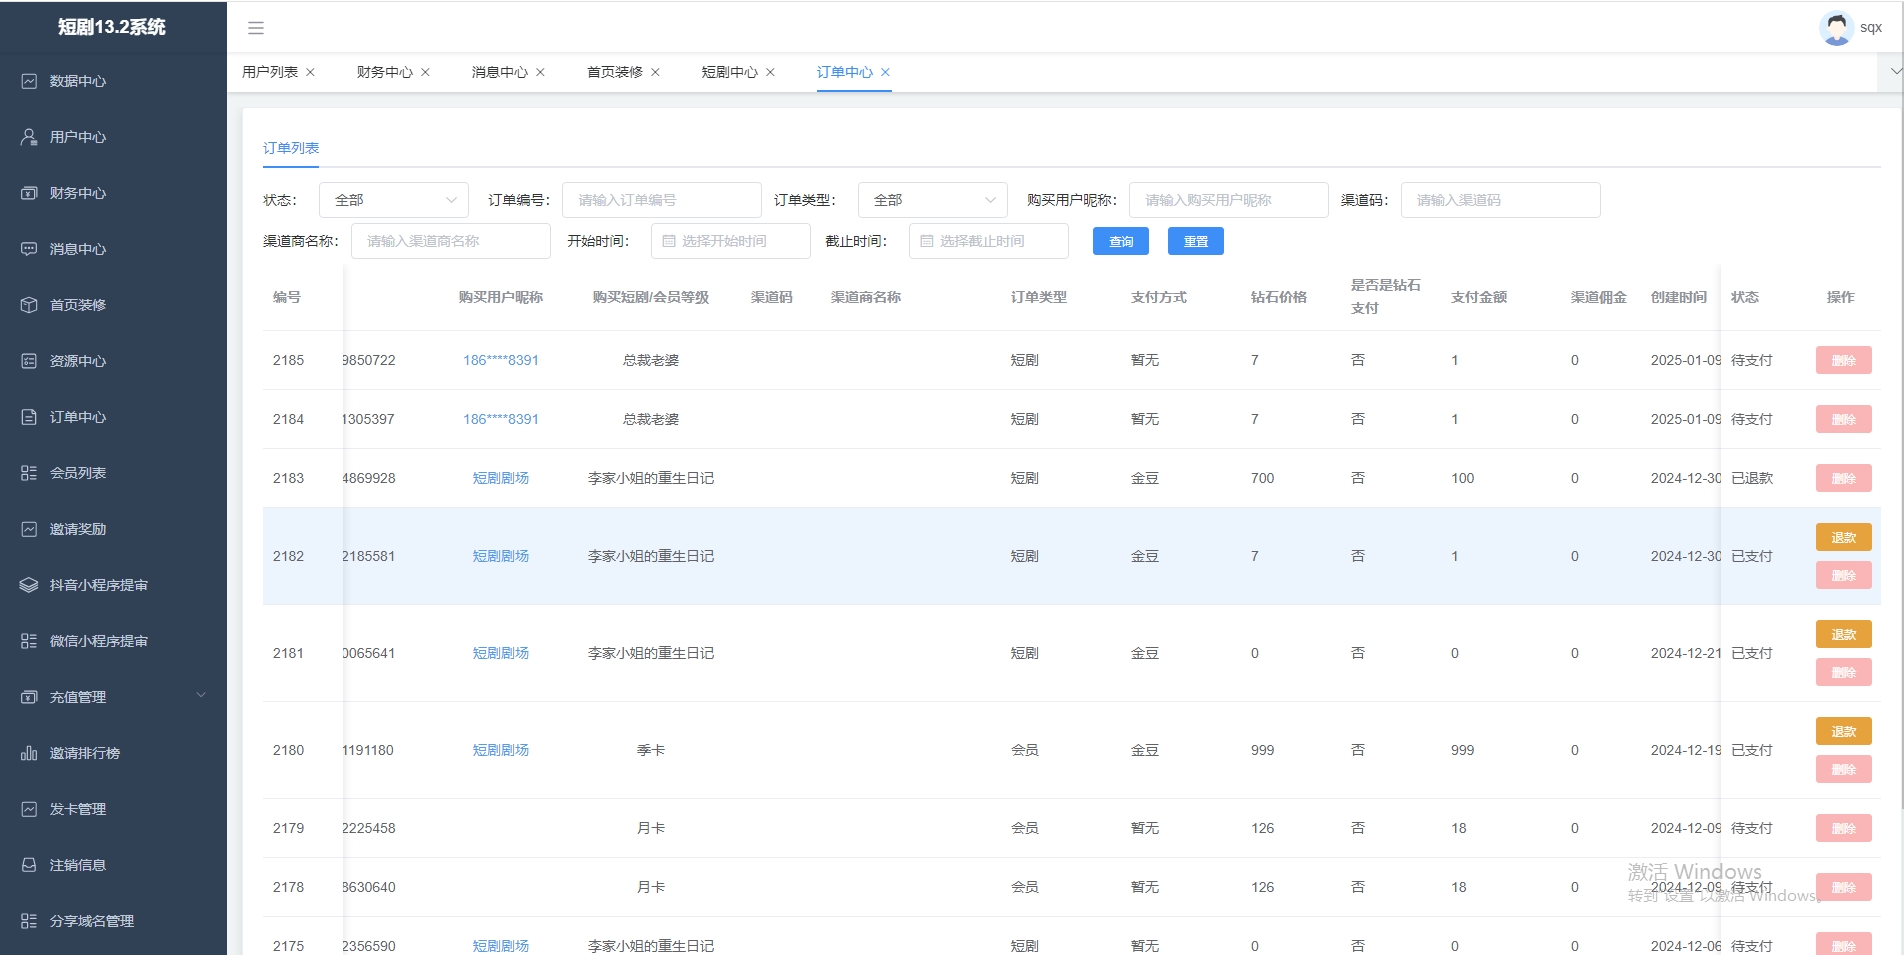 短剧13.2系统
sqx
用户列表 × 财务中心 × 消息中心 × 首页装修 × 短剧中心 × 订单中心 ×
数据中心
用户中心
财务中心
消息中心
首页装修
资源中心
订单中心
会员列表
邀请奖励
抖音小程序提审
微信小程序提审
充值管理
邀请排行榜
发卡管理
注销信息
分享域名管理
订单列表
状态： 全部 订单编号： 请输入订单编号 订单类型： 全部 购买用户昵称： 请输入购买用户昵称 渠道码： 请输入渠道码
渠道商名称： 请输入渠道商名称 开始时间： 选择开始时间 截止时间： 选择截止时间 查询 重置
编号 购买用户昵称 购买短剧/会员等级 渠道码 渠道商名称 订单类型 支付方式 钻石价格 是否是钻石支付 支付金额 渠道佣金 创建时间 状态 操作
2185 9850722 186****8391 总裁老婆 短剧 暂无 7 否 1 0 2025-01-09 待支付 删除
2184 1305397 186****8391 总裁老婆 短剧 暂无 7 否 1 0 2025-01-09 待支付 删除
2183 4869928 短剧剧场 李家小姐的重生日记 短剧 金豆 700 否 100 0 2024-12-30 已退款 删除
2182 2185581 短剧剧场 李家小姐的重生日记 短剧 金豆 7 否 1 0 2024-12-30 已支付 退款 删除
2181 0065641 短剧剧场 李家小姐的重生日记 短剧 金豆 0 否 0 0 2024-12-21 已支付 退款 删除
2180 1191180 短剧剧场 季卡 会员 金豆 999 否 999 0 2024-12-19 已支付 退款 删除
2179 2225458 月卡 会员 暂无 126 否 18 0 2024-12-09 待支付 删除
2178 8630640 月卡 会员 暂无 126 否 18 0 2024-12-09 待支付 删除
2175 2356590 短剧剧场 李家小姐的重生日记 短剧 暂无 0 否 0 0 2024-12-06 待支付 删除
激活 Windows
转到"设置"以激活 Windows。